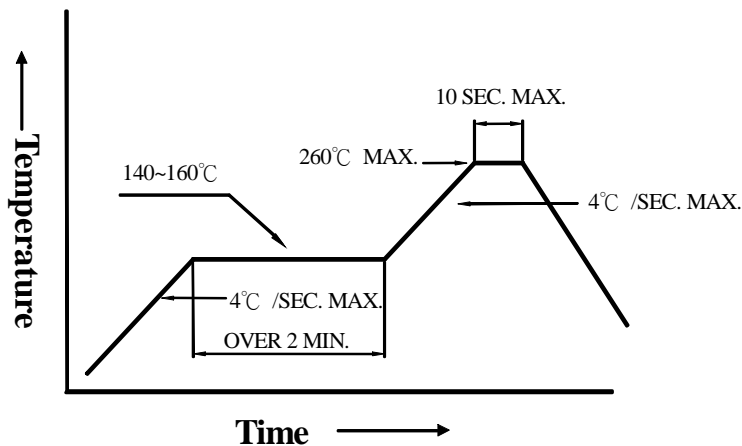 10 SEC. MAX.
260℃ MAX.
140~160℃
4℃ /SEC. MAX.
4℃ /SEC. MAX.
OVER 2 MIN.
Temperature
Time